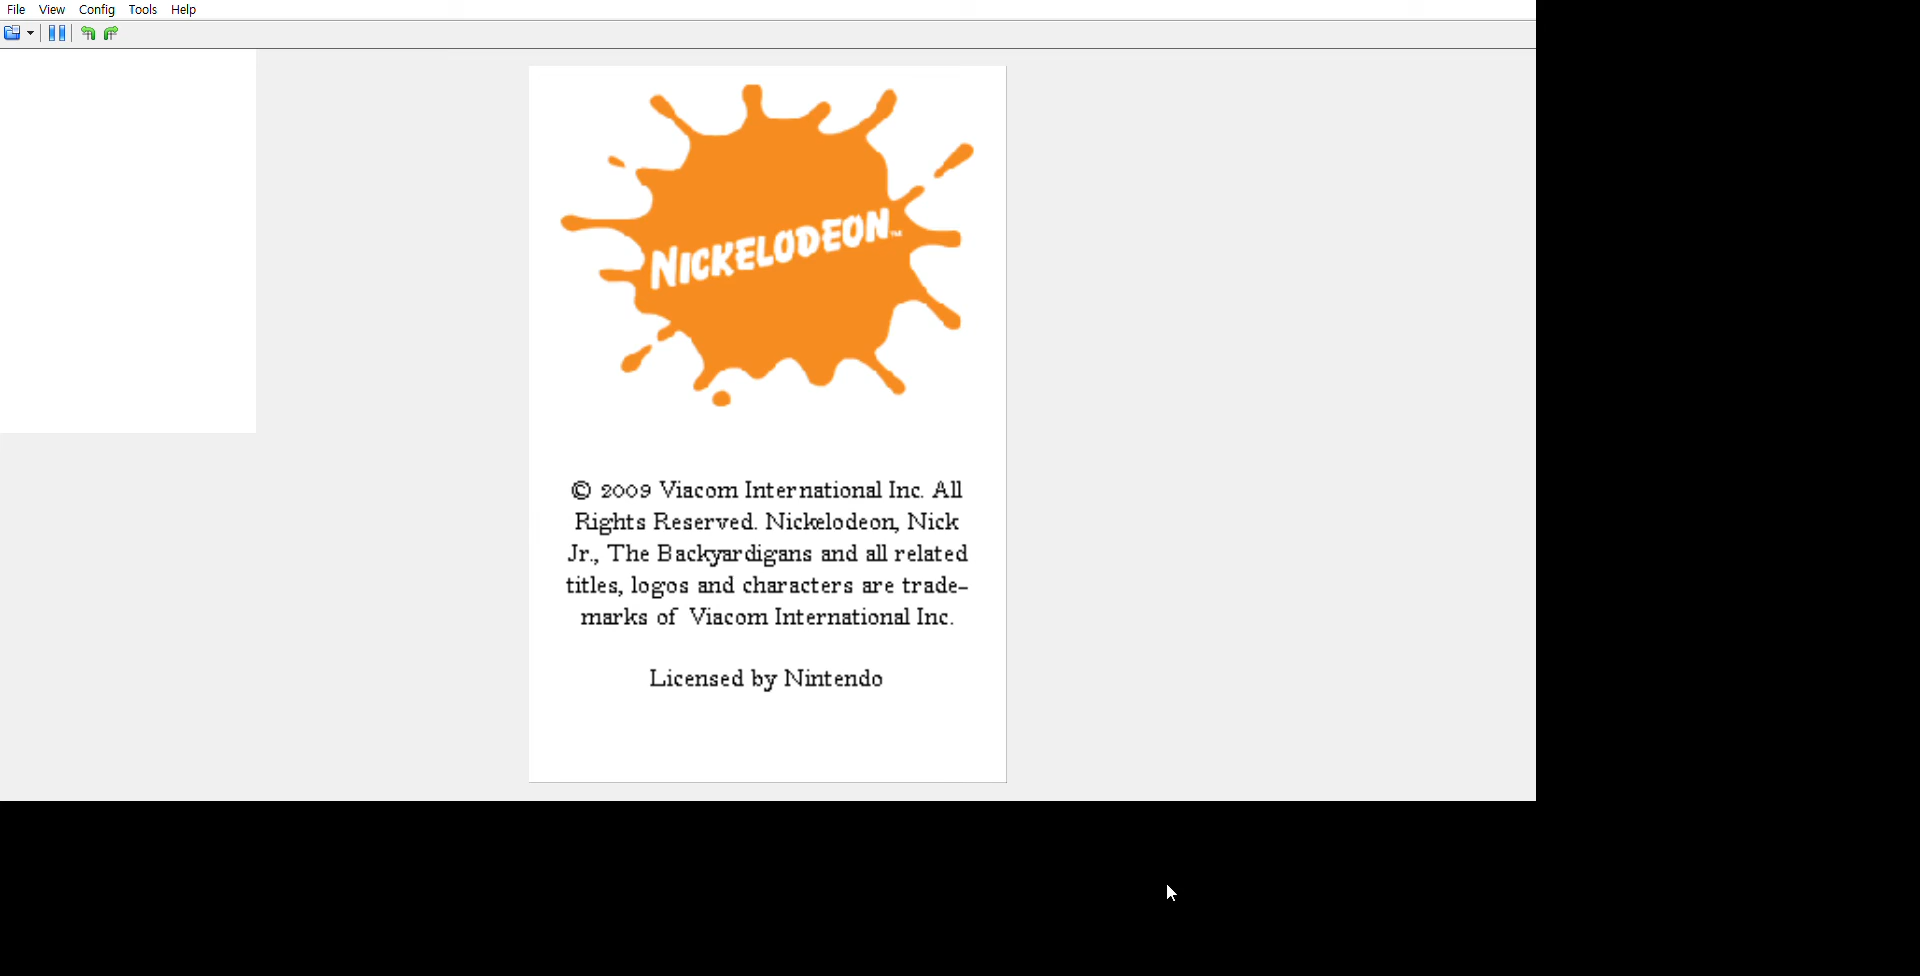 File View Config Tools Help
NICKELODEON™
© 2009 Viacom International Inc. All
Rights Reserved. Nickelodeon, Nick
Jr., The Backyardigans and all related
titles, logos and characters are trade-
marks of Viacom International Inc.
Licensed by Nintendo